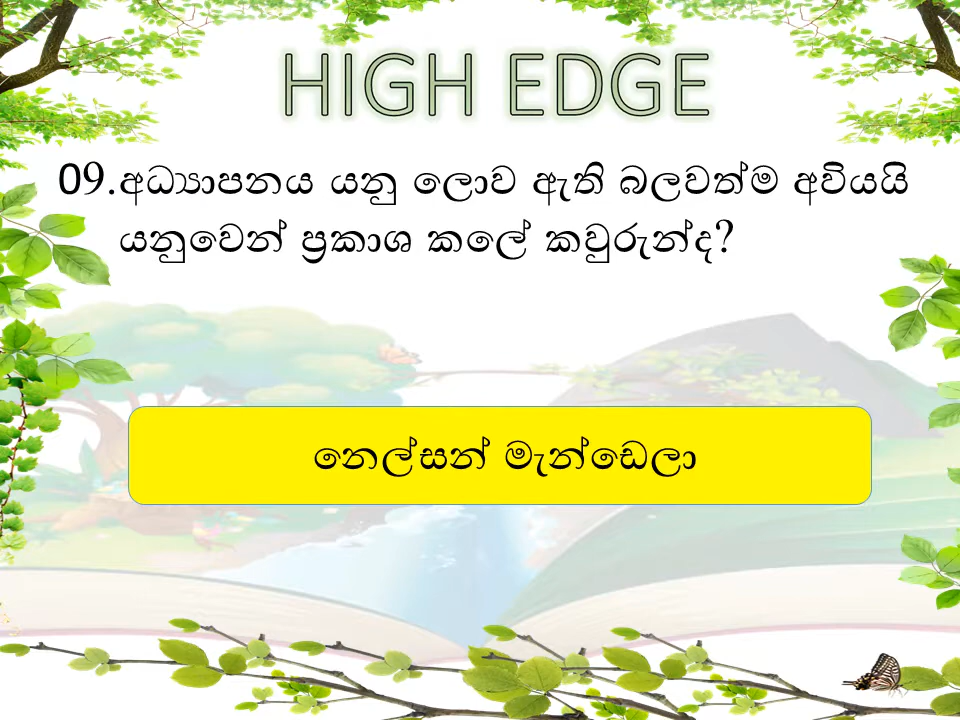 HIGH EDGE
09.අධ්‍යාපනය යනු ලොව ඇති බලවත්ම අවියයි
යනුවෙන් ප්‍රකාශ කලේ කවුරුන්ද?
නෙල්සන් මැන්ඩෙලා